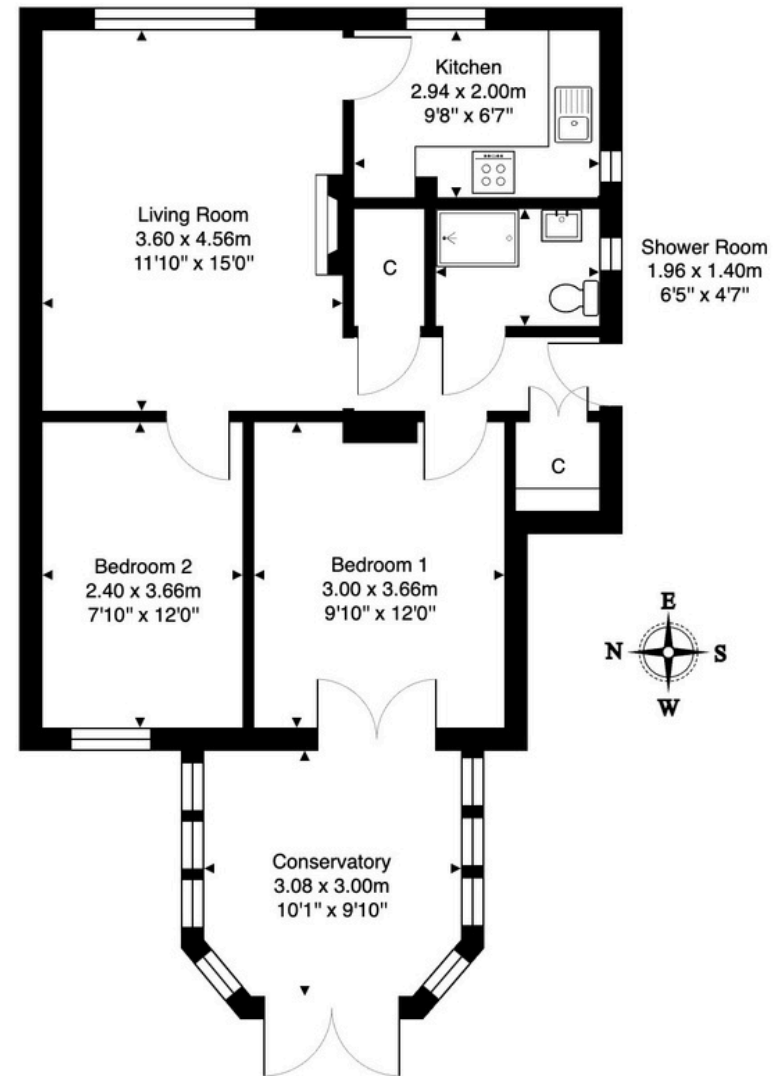 Kitchen
2.94 x 2.00m
9'8" x 6'7"
Living Room
3.60 x 4.56m
11'10" x 15'0"
C
Shower Room
1.96 x 1.40m
6'5" x 4'7"
C
Bedroom 2
2.40 x 3.66m
7'10" x 12'0"
Bedroom 1
3.00 x 3.66m
9'10" x 12'0"
E
N S
W
Conservatory
3.08 x 3.00m
10'1" x 9'10"